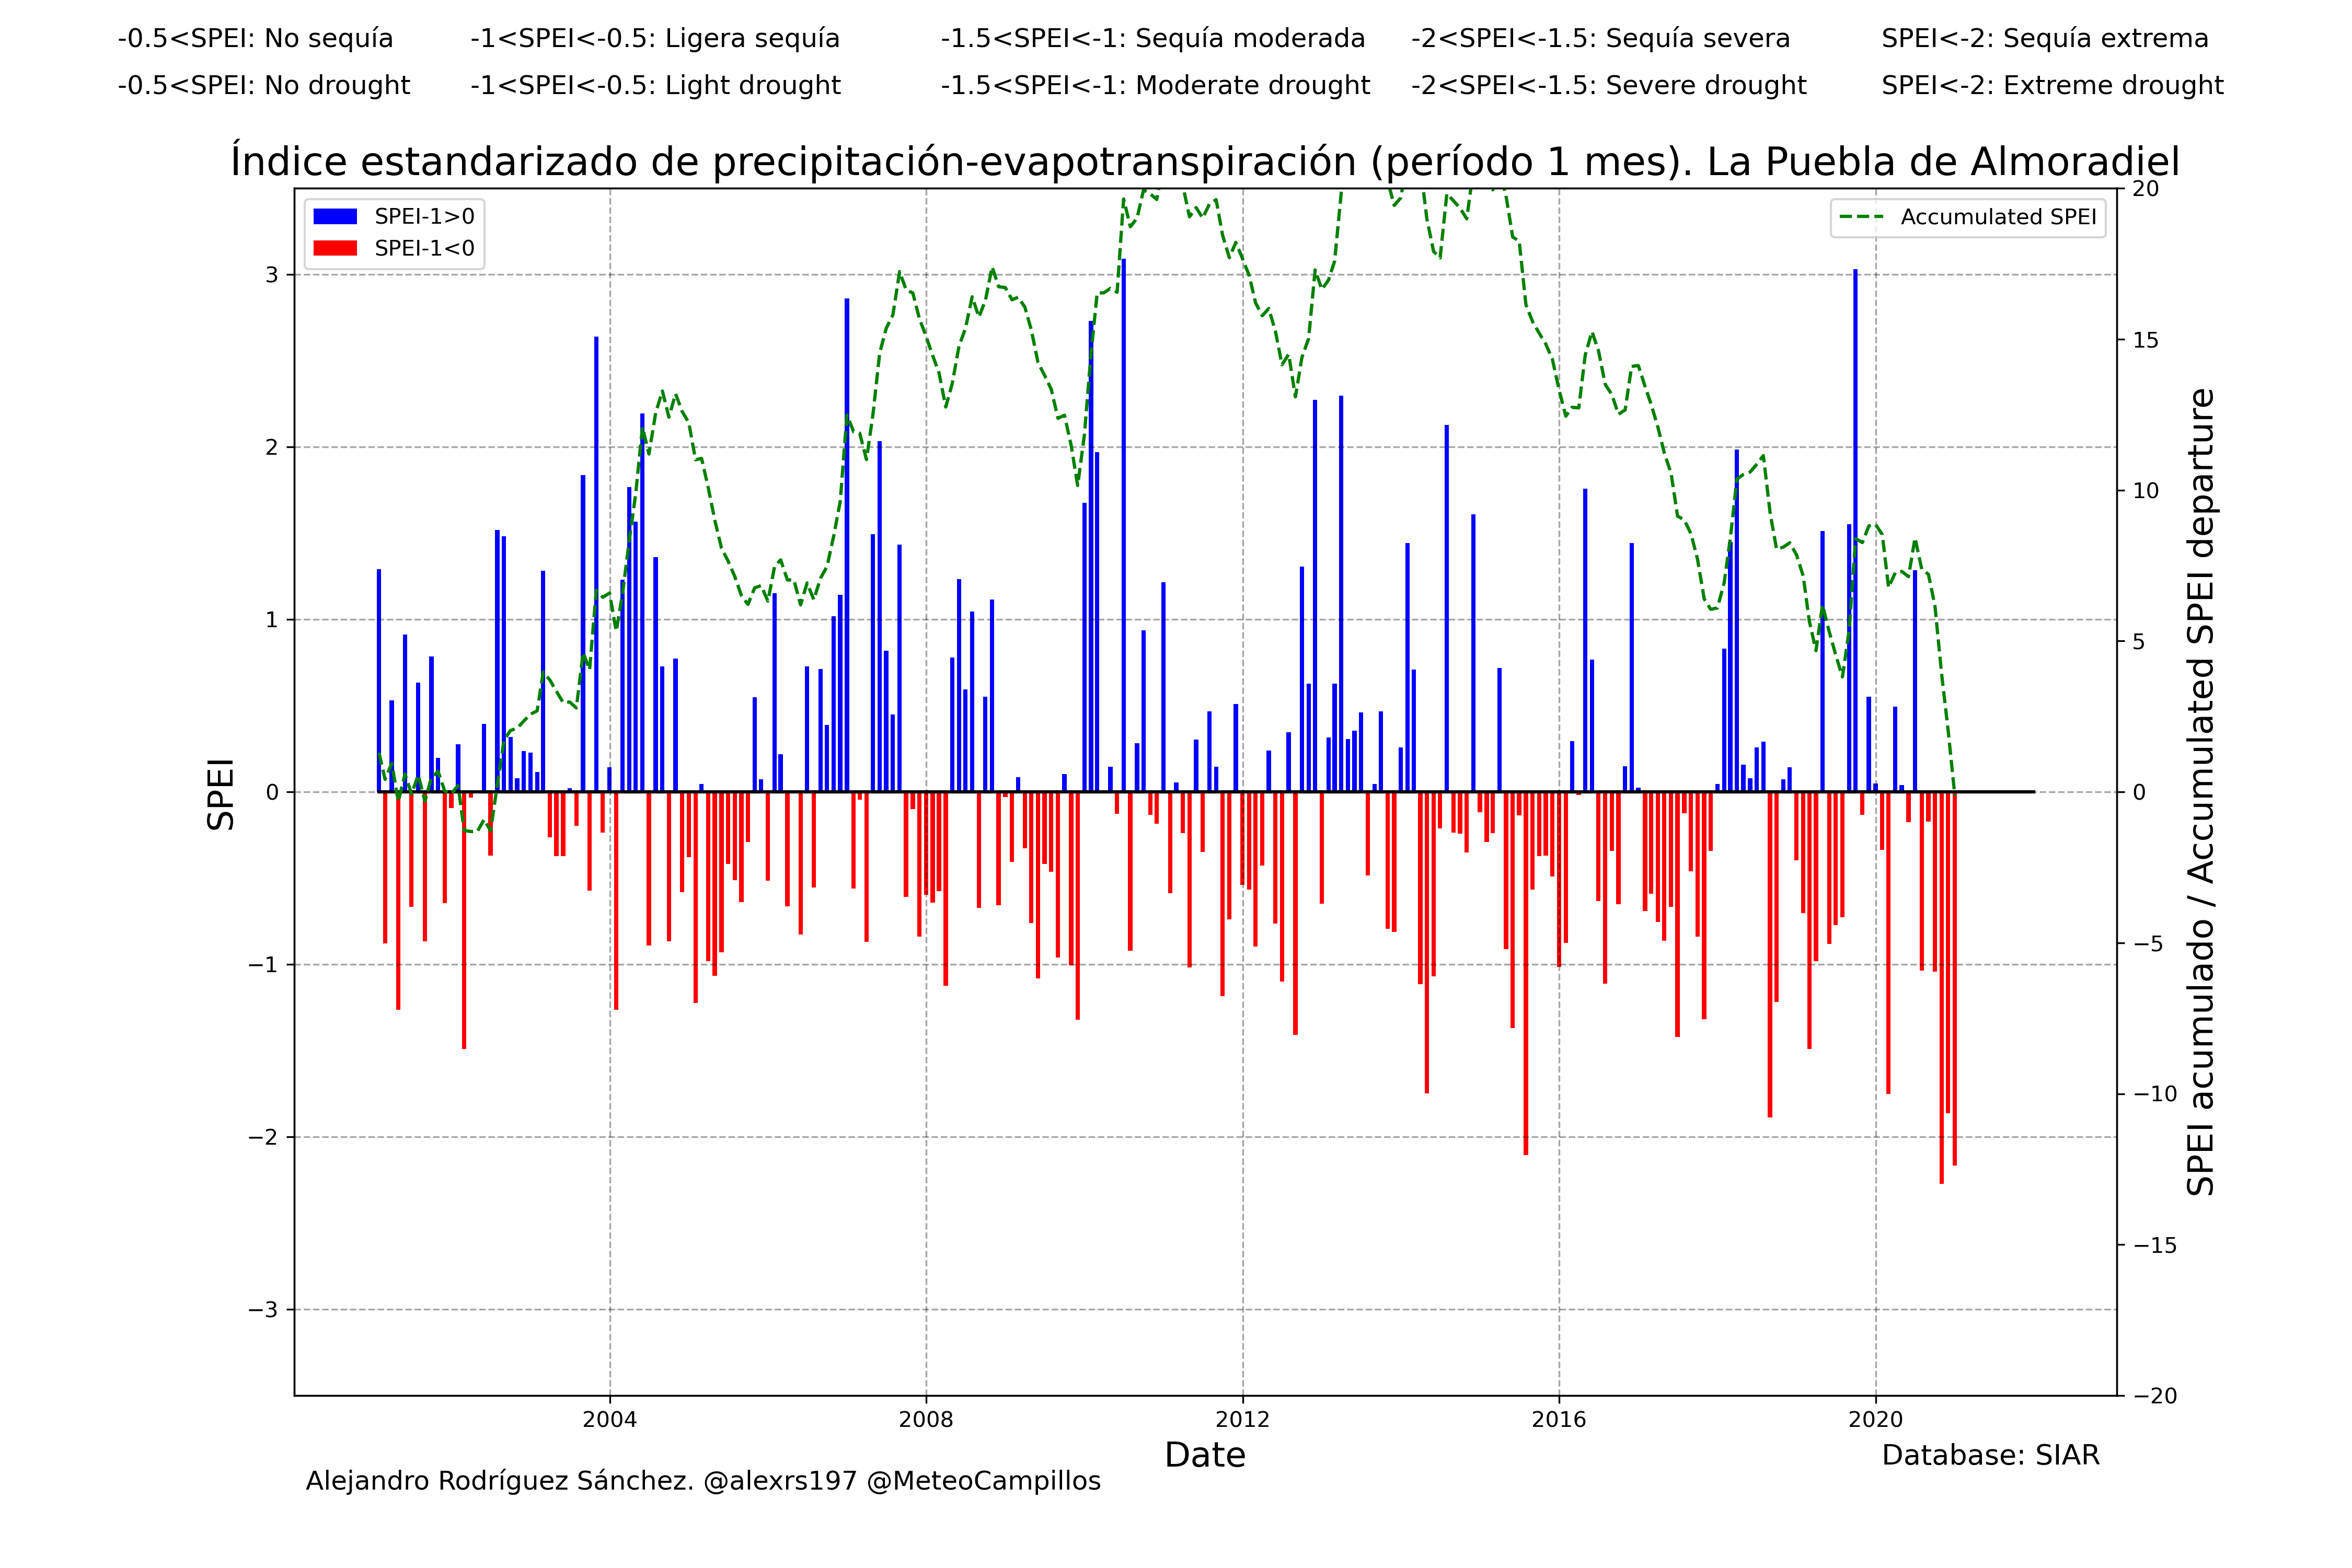 -0.5<SPEI: No sequía -1<SPEI<-0.5: Ligera sequía -1.5<SPEI<-1: Sequía moderada -2<SPEI<-1.5: Sequía severa SPEI<-2: Sequía extrema
-0.5<SPEI: No drought -1<SPEI<-0.5: Light drought -1.5<SPEI<-1: Moderate drought -2<SPEI<-1.5: Severe drought SPEI<-2: Extreme drought
Índice estandarizado de precipitación-evapotranspiración (período 1 mes). La Puebla de Almoradiel
SPEI-1>0
SPEI-1<0
Accumulated SPEI
SPEI
3
2
1
0
−1
−2
−3
20
15
10
5
0
−5
−10
−15
−20
SPEI acumulado / Accumulated SPEI departure
2004 2008 2012 2016 2020
Date
Database: SIAR
Alejandro Rodríguez Sánchez. @alexrs197 @MeteoCampillos